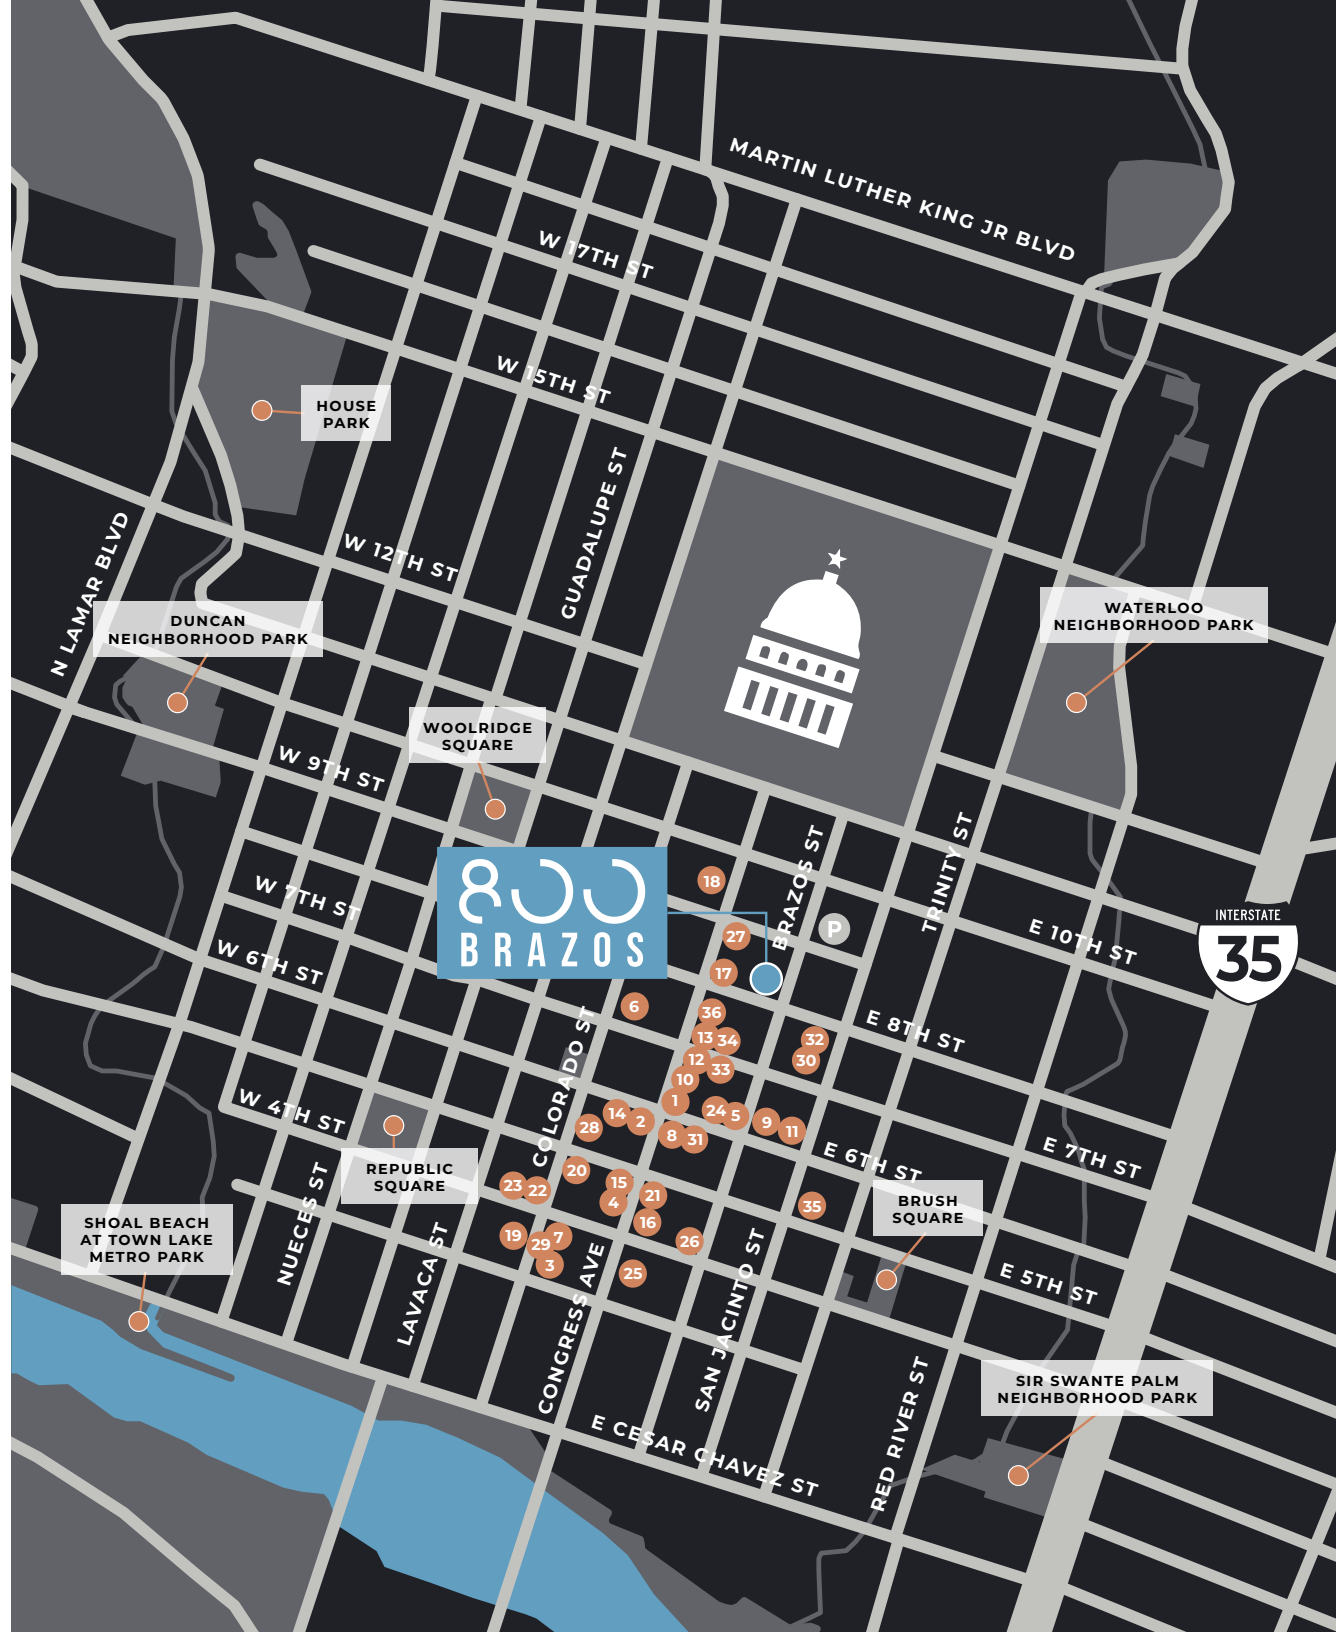 MARTIN LUTHER KING JR BLVD
W 17TH ST
W 15TH ST
HOUSE
PARK
GUADALUPE ST
N LAMAR BLVD
W 12TH ST
DUNCAN
NEIGHBORHOOD PARK
WATERLOO
NEIGHBORHOOD PARK
WOOLRIDGE
SQUARE
W 9TH ST
W 7TH ST
W 6TH ST
800
BRAZOS
BRAZOS ST
TRINITY ST
P
E 10TH ST
INTERSTATE
35
18
27
17
6
36
13
34
32
30
12
33
10
1
24
5
9
11
14
2
28
8
31
E 8TH ST
COLORADO ST
W 4TH ST
E 7TH ST
E 6TH ST
REPUBLIC
SQUARE
20
23
22
15
4
21
16
35
BRUSH
SQUARE
19
29
7
3
26
25
SHOAL BEACH
AT TOWN LAKE
METRO PARK
NUECES ST
LAVACA ST
CONGRESS AVE
SAN JACINTO ST
E 5TH ST
SIR SWANTE PALM
NEIGHBORHOOD PARK
RED RIVER ST
E CESAR CHAVEZ ST